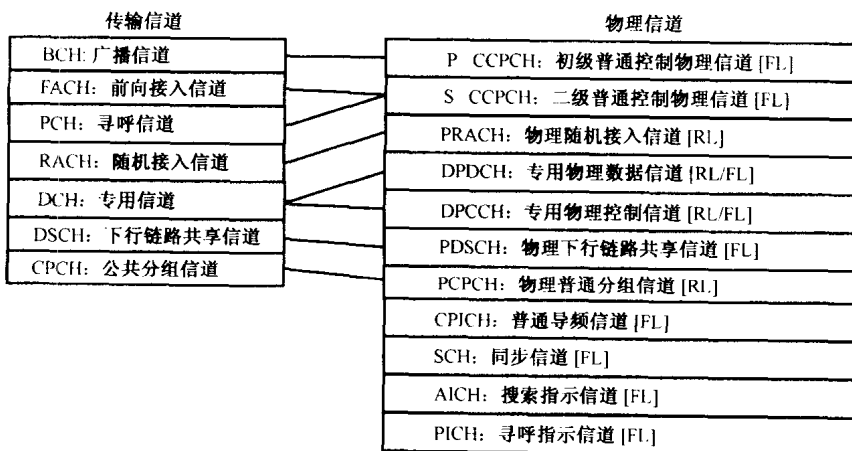 传输信道
BCH: 广播信道
FACH：前向接入信道
PCH：寻呼信道
RACH：随机接入信道
DCH：专用信道
DSCH：下行链路共享信道
CPCH：公共分组信道
物理信道
P CCPCH：初级普通控制物理信道 [FL]
S CCPCH：二级普通控制物理信道 [FL]
PRACH：物理随机接入信道 [RL]
DPDCH：专用物理数据信道 [RL/FL]
DPCCH：专用物理控制信道 [RL/FL]
PDSCH：物理下行链路共享信道 [FL]
PCPCH：物理普通分组信道 [RL]
CPICH：普通导频信道 [FL]
SCH：同步信道 [FL]
AICH：搜索指示信道 [FL]
PICH：寻呼指示信道 [FL]